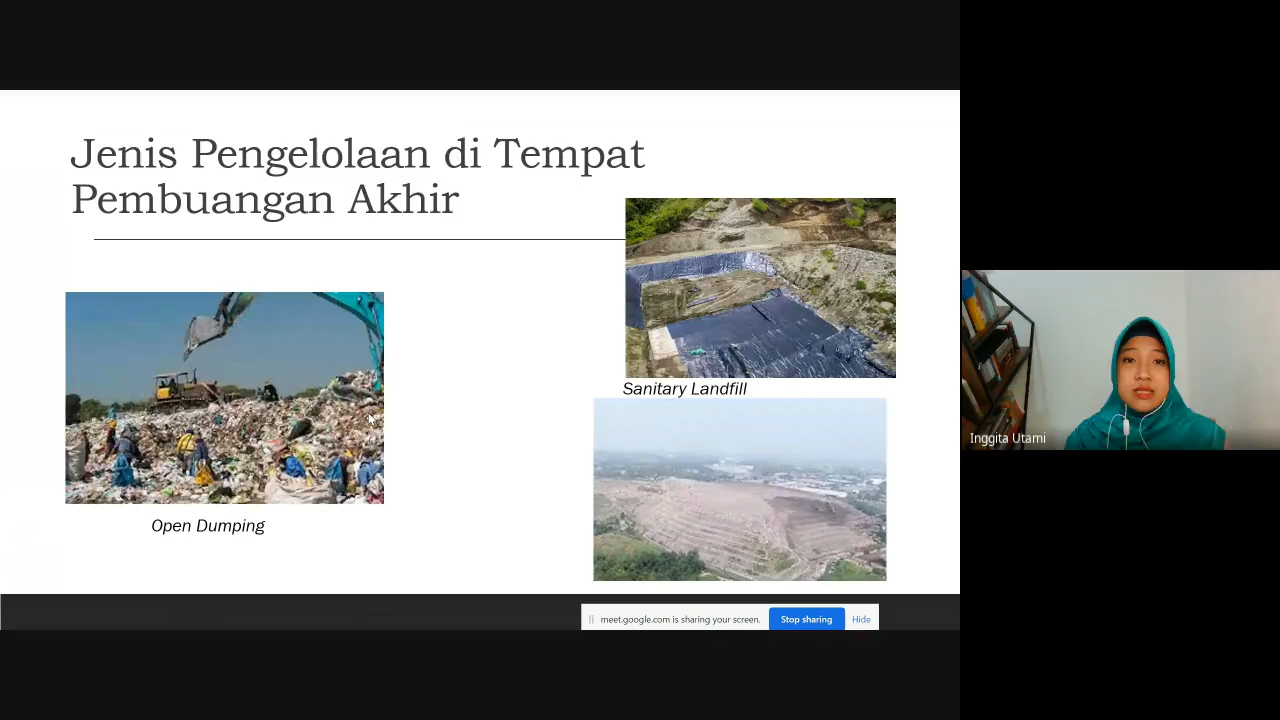 Jenis Pengelolaan di Tempat
Pembuangan Akhir
Sanitary Landfill
Open Dumping
Inggita Utami
meet.google.com is sharing your screen.
Stop sharing
Hide